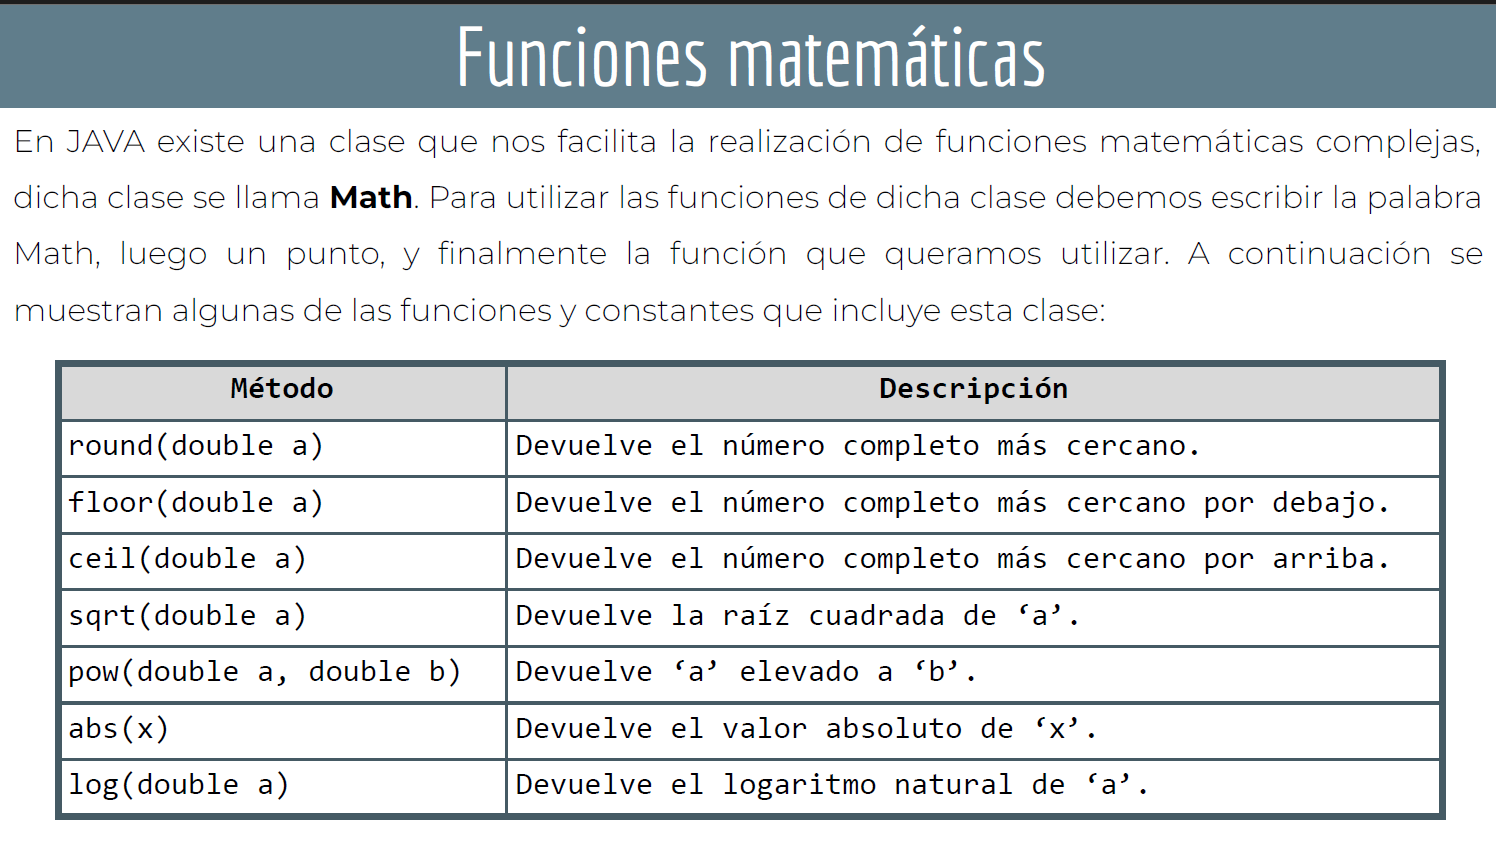 Funciones matemáticas
En JAVA existe una clase que nos facilita la realización de funciones matemáticas complejas,
dicha clase se llama Math. Para utilizar las funciones de dicha clase debemos escribir la palabra
Math, luego un punto, y finalmente la función que queramos utilizar. A continuación se
muestran algunas de las funciones y constantes que incluye esta clase:
Método Descripción
round(double a) Devuelve el número completo más cercano.
floor(double a) Devuelve el número completo más cercano por debajo.
ceil(double a) Devuelve el número completo más cercano por arriba.
sqrt(double a) Devuelve la raíz cuadrada de ‘a’.
pow(double a, double b) Devuelve ‘a’ elevado a ‘b’.
abs(x) Devuelve el valor absoluto de ‘x’.
log(double a) Devuelve el logaritmo natural de ‘a’.